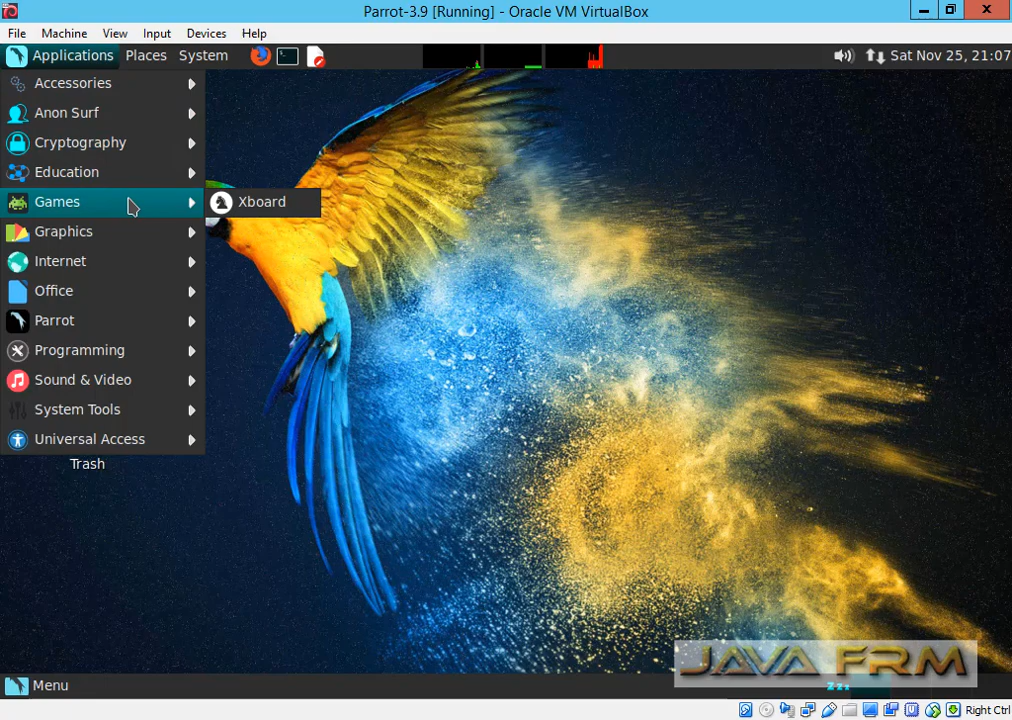 Parrot-3.9 [Running] - Oracle VM VirtualBox
File Machine View Input Devices Help
Applications Places System Sat Nov 25, 21:07
Accessories
Anon Surf
Cryptography
Education
Games Xboard
Graphics
Internet
Office
Parrot
Programming
Sound & Video
System Tools
Universal Access
Trash
JAVA FRM
zzz
Menu
Right Ctrl